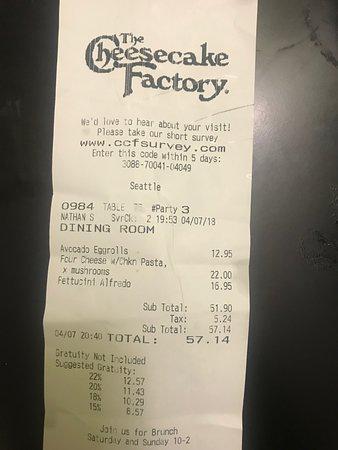 The
Cheesecake
Factory.
We'd love to hear about your visit!
Please take our short survey
www.ccfsurvey.com
Enter this code within 5 days:
3088-70041-04049
Seattle
0984 TABLE #Party 3
NATHAN S SvrCk: 2 19:53 04/07/18
DINING ROOM
Avocado Eggrolls 12.95
Four Cheese w/Chkn Pasta,
x mushrooms 22.00
Fettucini Alfredo 16.95
Sub Total: 51.90
Tax: 5.24
Sub Total: 57.14
04/07 20:40 TOTAL: 57.14
Gratuity Not Included
Suggested Gratuity:
22% 12.57
20% 11.43
18% 10.29
15% 8.57
Join us for Brunch
Saturday and Sunday 10-2